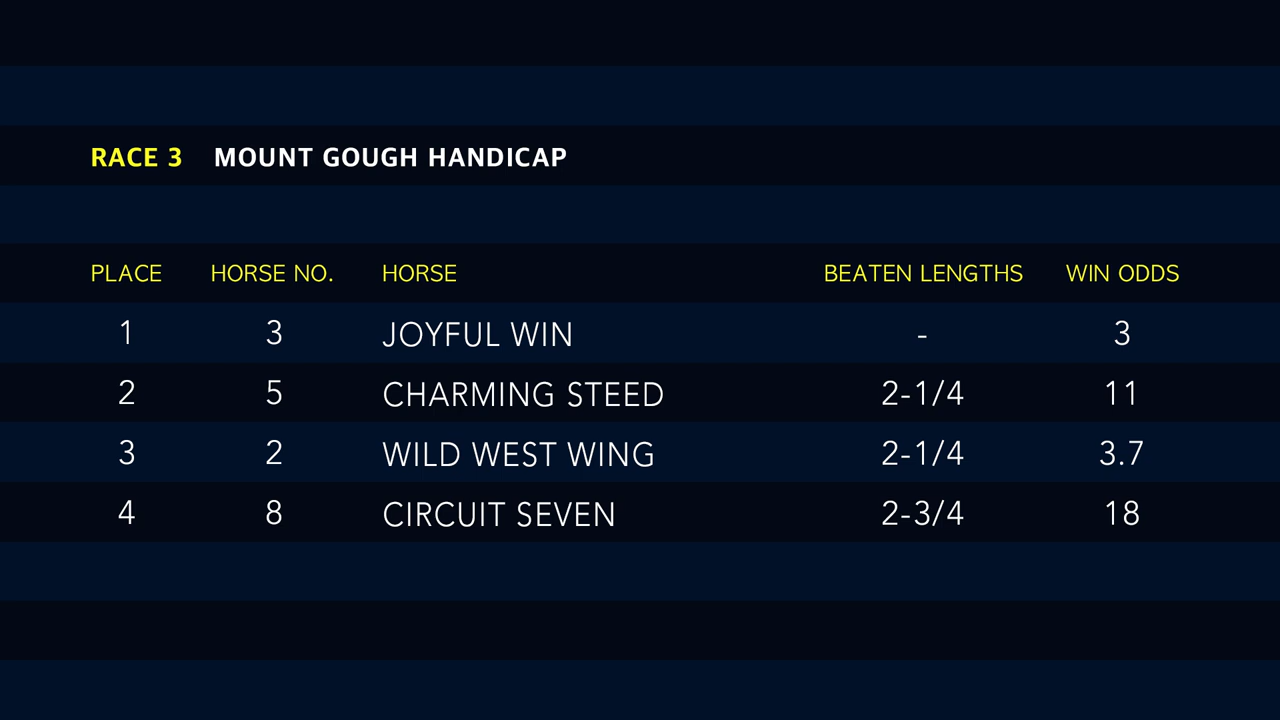 RACE 3 MOUNT GOUGH HANDICAP
PLACE HORSE NO. HORSE BEATEN LENGTHS WIN ODDS
1 3 JOYFUL WIN - 3
2 5 CHARMING STEED 2-1/4 11
3 2 WILD WEST WING 2-1/4 3.7
4 8 CIRCUIT SEVEN 2-3/4 18